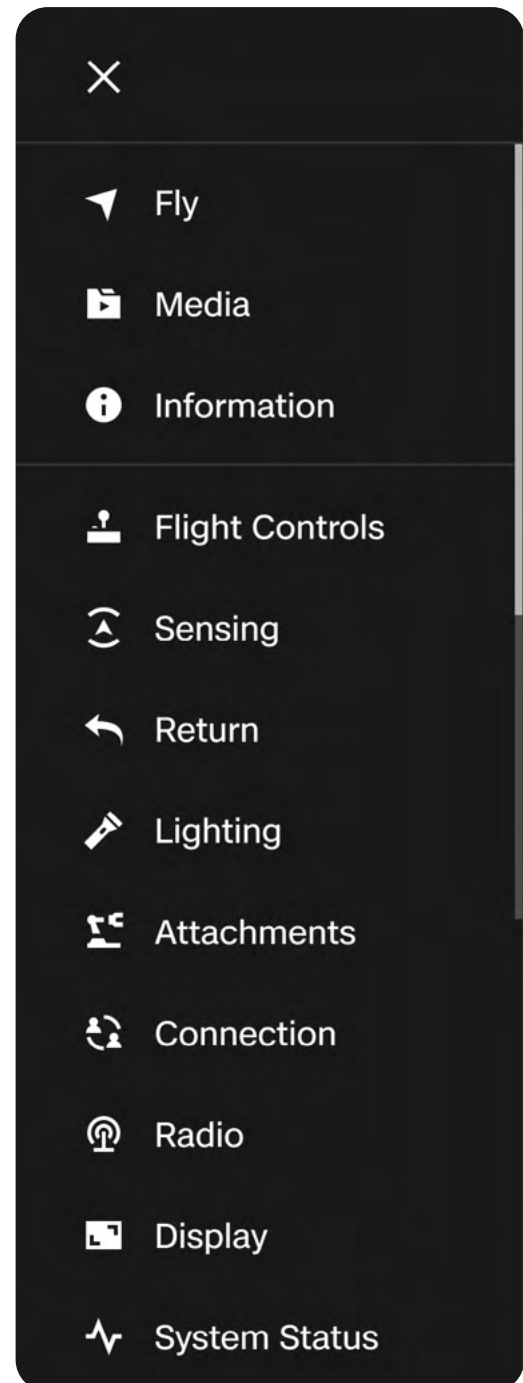 Fly
Media
Information
Flight Controls
Sensing
Return
Lighting
Attachments
Connection
Radio
Display
System Status